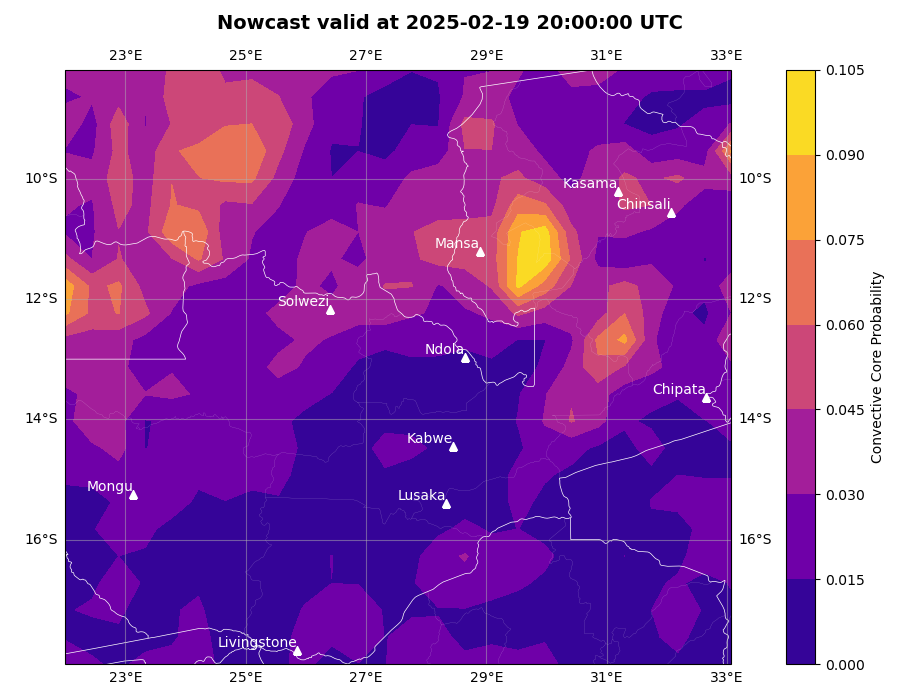 Nowcast valid at 2025-02-19 20:00:00 UTC
23°E 25°E 27°E 29°E 31°E 33°E
0.105
0.090
10°S Kasama 10°S
Chinsali
0.075
Mansa
12°S Solwezi 12°S
0.060
Ndola
Chipata
0.045
14°S 14°S
Kabwe
Mongu Lusaka
0.030
16°S 16°S
0.015
Livingstone
0.000
23°E 25°E 27°E 29°E 31°E 33°E
Convective Core Probability